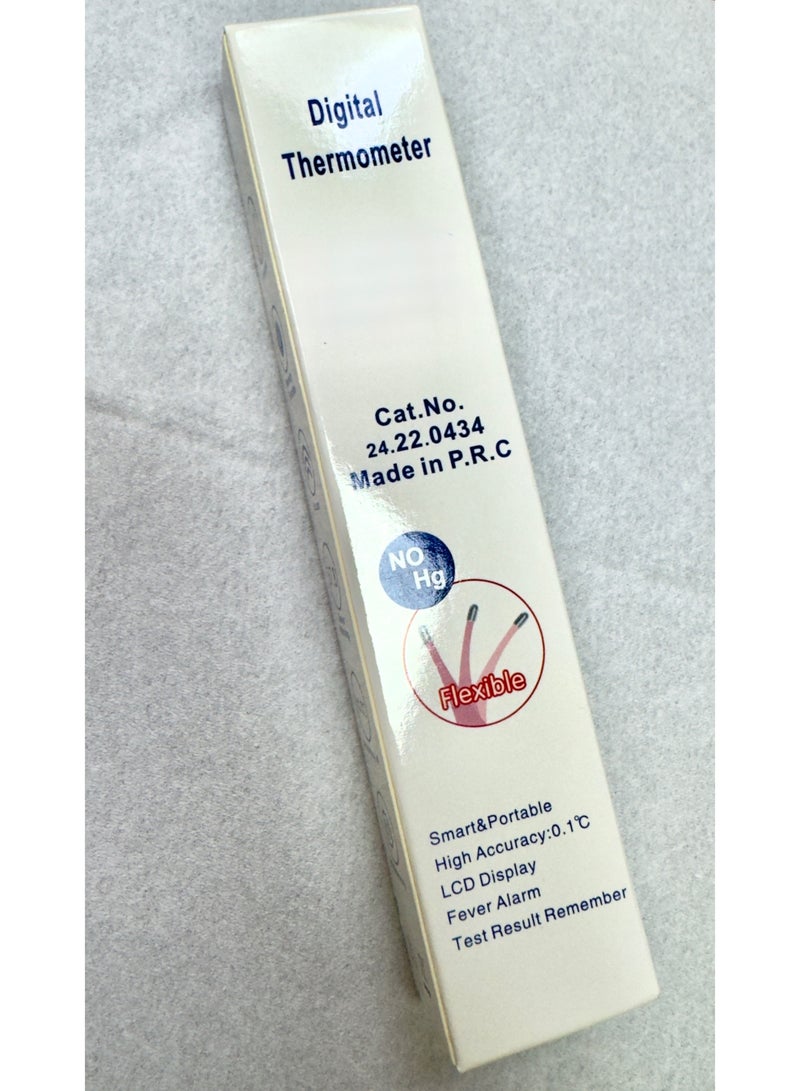 Digital
Thermometer
Cat.No.
24.22.0434
Made in P.R.C
NO
Hg
Flexible
Smart&Portable
High Accuracy:0.1℃
LCD Display
Fever Alarm
Test Result Remember